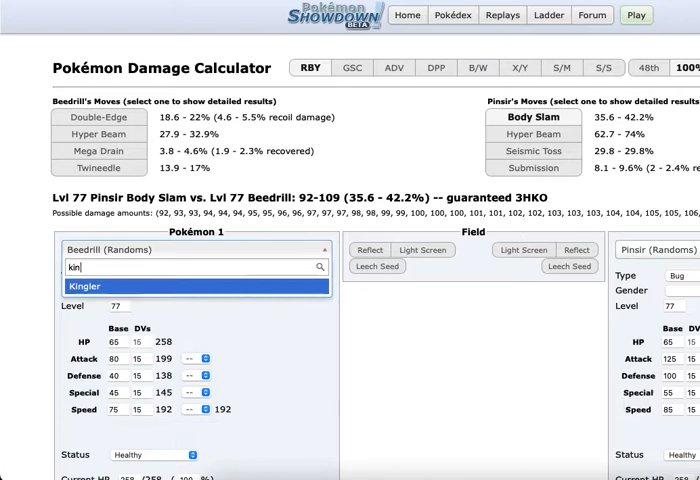 Pokémon
SHOWDOWN!
BETA
Home Pokédex Replays Ladder Forum Play
Pokémon Damage Calculator RBY GSC ADV DPP B/W X/Y S/M S/S 48th 100%
Beedrill's Moves (select one to show detailed results)
Double-Edge 18.6 - 22% (4.6 - 5.5% recoil damage)
Hyper Beam 27.9 - 32.9%
Mega Drain 3.8 - 4.6% (1.9 - 2.3% recovered)
Twineedle 13.9 - 17%
Pinsir's Moves (select one to show detailed results
Body Slam 35.6 - 42.2%
Hyper Beam 62.7 - 74%
Seismic Toss 29.8 - 29.8%
Submission 8.1 - 9.6% (2 - 2.4% re
Lvl 77 Pinsir Body Slam vs. Lvl 77 Beedrill: 92-109 (35.6 - 42.2%) -- guaranteed 3HKO
Possible damage amounts: (92, 93, 93, 94, 94, 94, 95, 95, 96, 96, 97, 97, 97, 98, 98, 99, 99, 100, 100, 100, 101, 101, 102, 102, 103, 103, 103, 104, 104, 105, 105, 106,
Pokémon 1
Beedrill (Randoms)
kin
Kingler
Level 77
Base DVs
HP 65 15 258
Attack 80 15 199 --
Defense 40 15 138 --
Special 45 15 145 --
Speed 75 15 192 -- 192
Status Healthy
Current HP 258 /258 ( 100 %)
Field
Reflect Light Screen Light Screen Reflect
Leech Seed Leech Seed
Pinsir (Randoms)
Type Bug
Gender
Level 77
Base DVs
HP 65 15
Attack 125 15
Defense 100 15
Special 55 15
Speed 85 15
Status Healthy